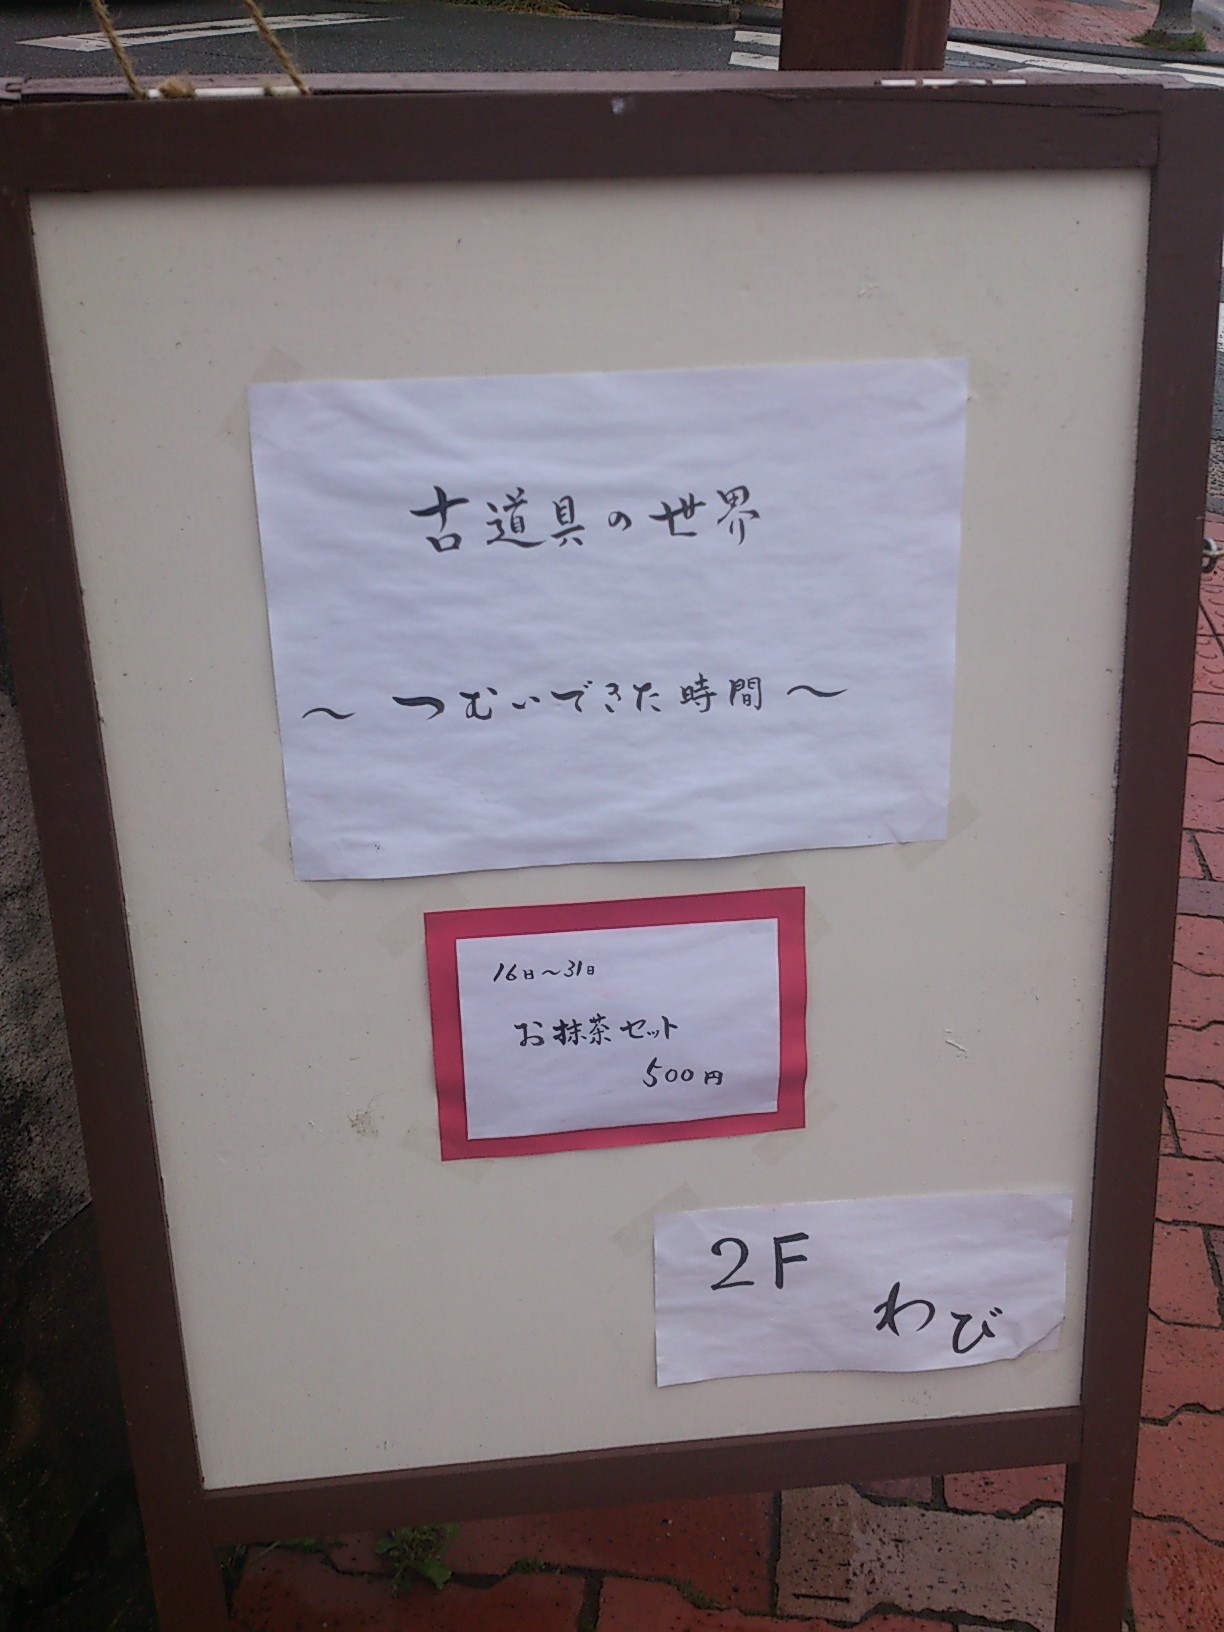 古道具の世界
～つむいできた時間～
16日～31日
お抹茶セット
500円
2F
わび